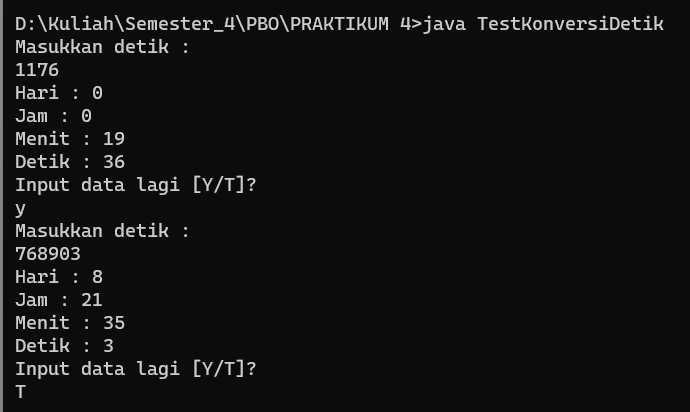 D:\Kuliah\Semester_4\PBO\PRAKTIKUM 4>java TestKonversiDetik
Masukkan detik :
1176
Hari : 0
Jam : 0
Menit : 19
Detik : 36
Input data lagi [Y/T]?
y
Masukkan detik :
768903
Hari : 8
Jam : 21
Menit : 35
Detik : 3
Input data lagi [Y/T]?
T